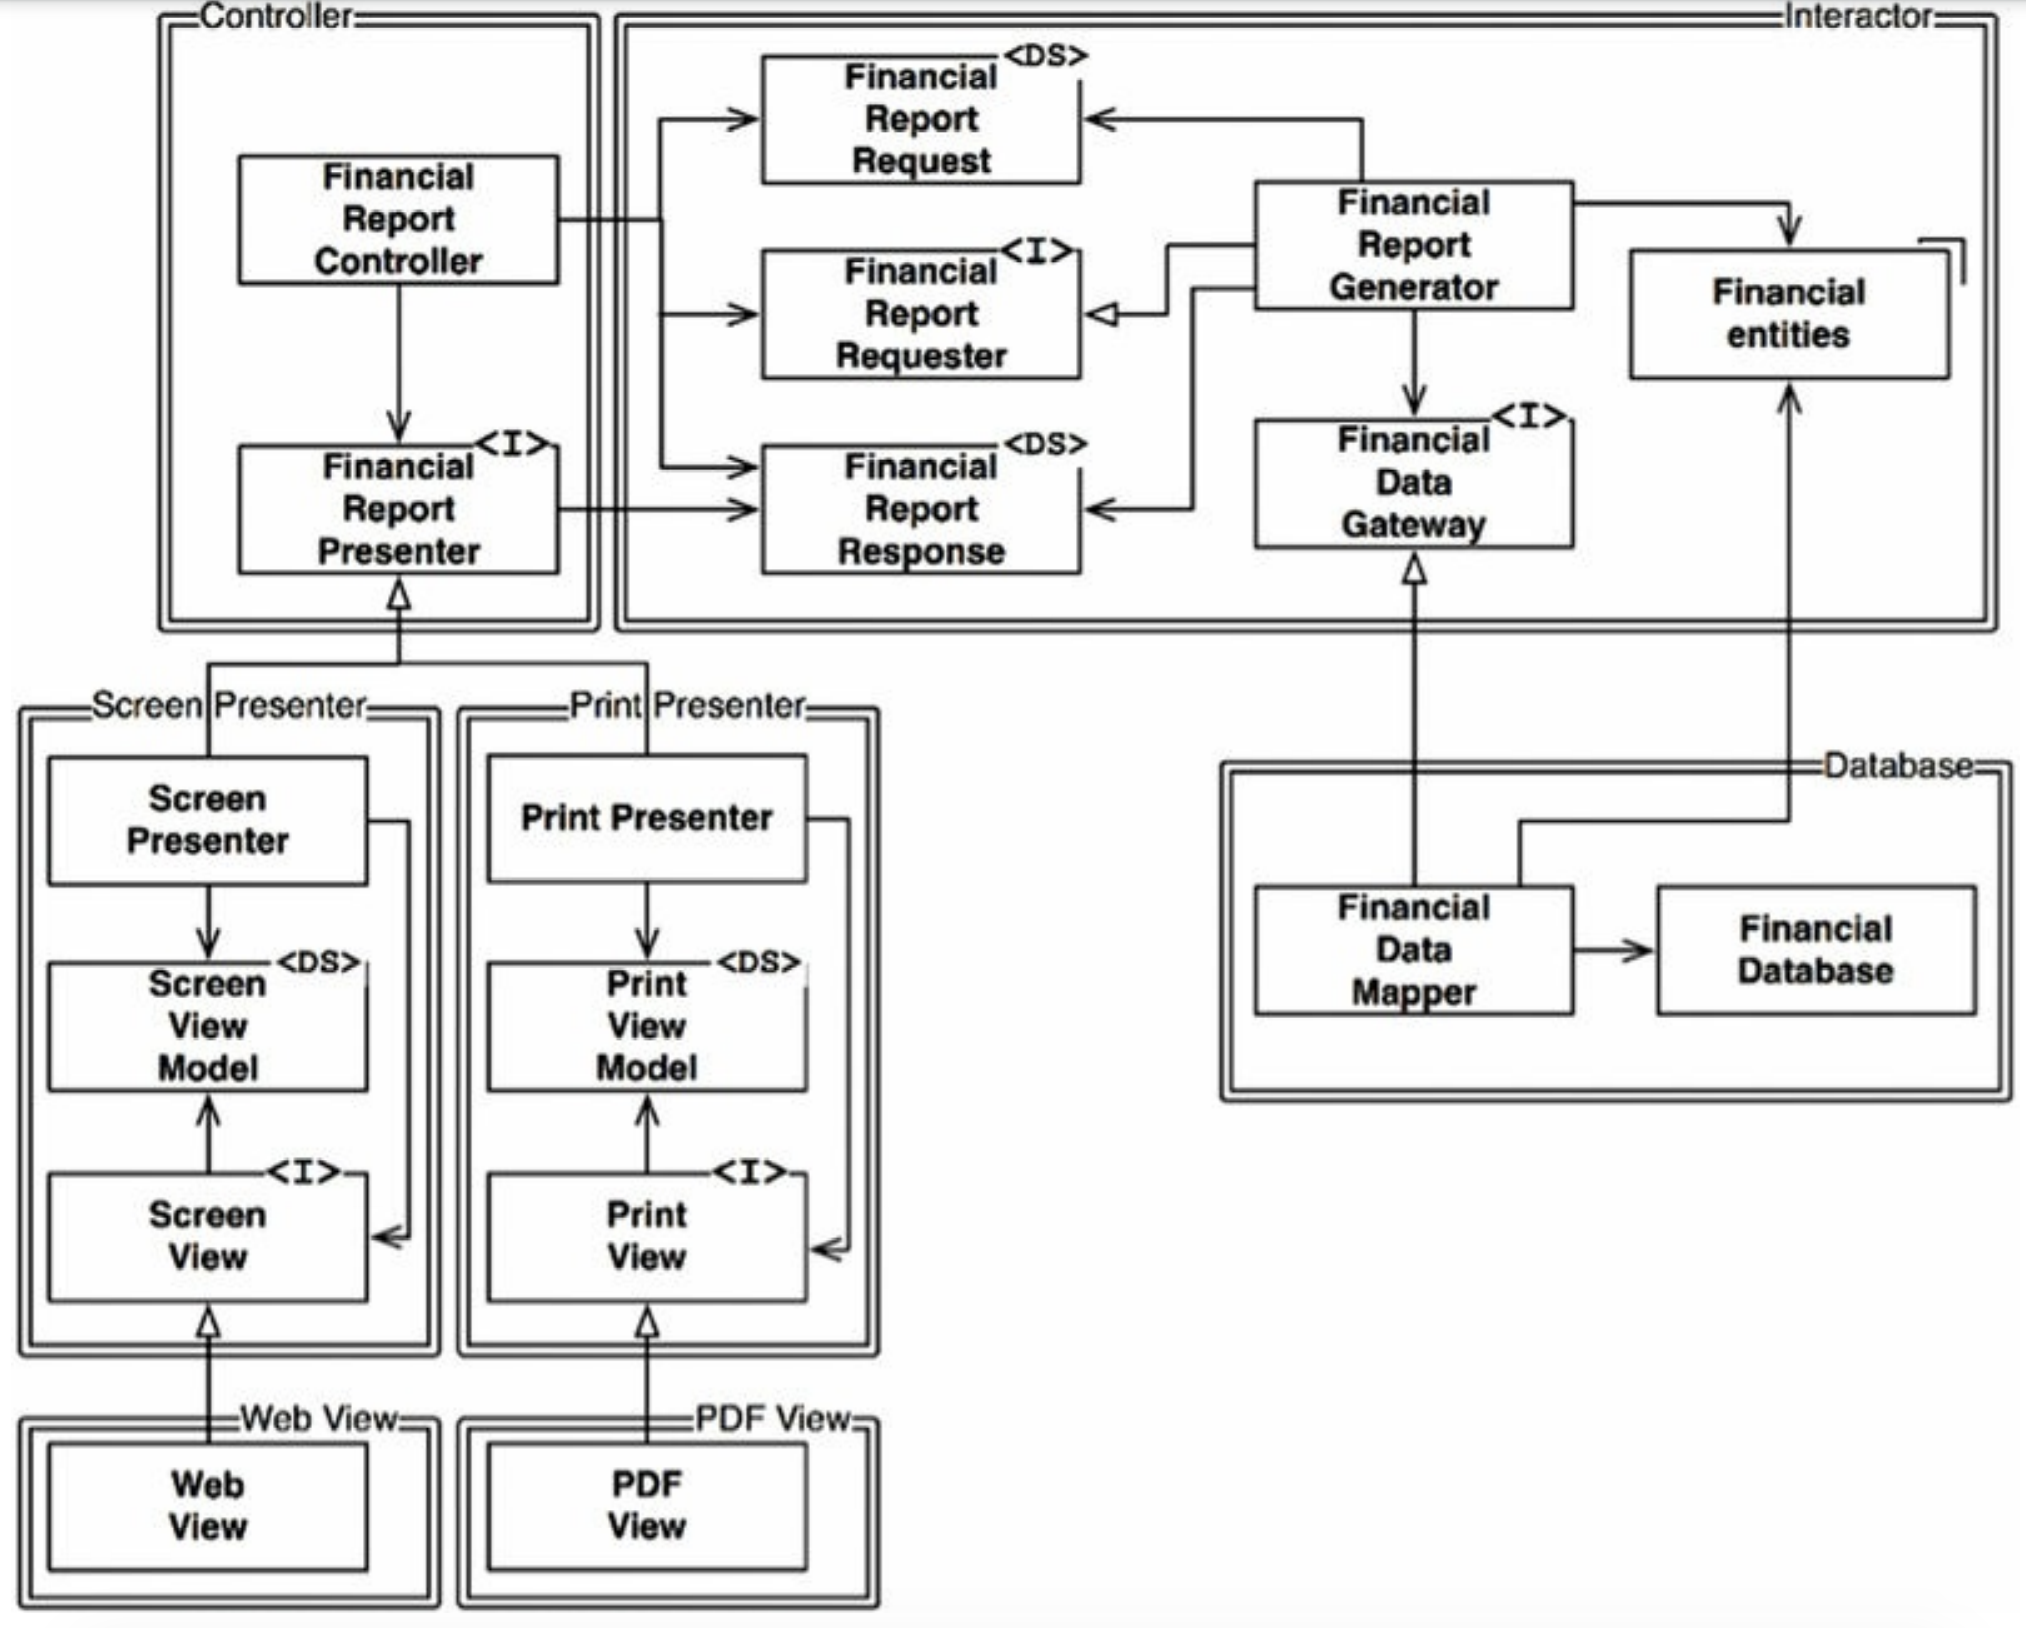 Controller
Interactor
<DS>
Financial
Report
Request
Financial
Report
Controller
Financial
Report
Generator
<I>
Financial
Report
Requester
Financial
entities
<I>
Financial
Report
Presenter
<DS>
Financial
Report
Response
<I>
Financial
Data
Gateway
Screen Presenter
Print Presenter
Database
Screen
Presenter
Print Presenter
Financial
Data
Mapper
Financial
Database
<DS>
Screen
View
Model
<DS>
Print
View
Model
<I>
Screen
View
<I>
Print
View
Web View
PDF View
Web
View
PDF
View